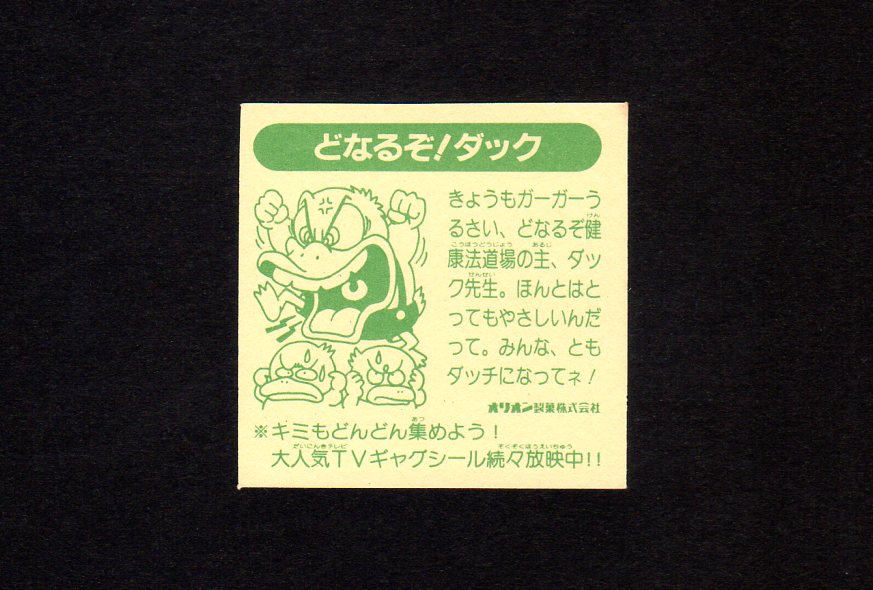 どなるぞ!ダック
きょうもガーガーう
るさい、どなるぞ健
康法道場の主、ダッ
ク先生。ほんとはと
ってもやさしいんだ
って。みんな、とも
ダッチになってネ!
オリオン製菓株式会社
※キミもどんどん集めよう!
大人気TVギャグシール続々放映中!!